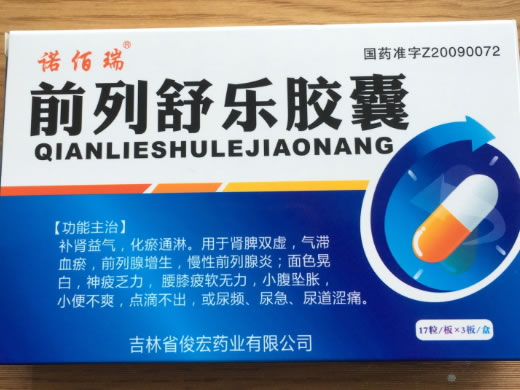 诺佰瑞®
国药准字Z20090072
前列舒乐胶囊
QIANLIESHULEJIAONANG
【功能主治】
补肾益气，化瘀通淋。用于肾脾双虚，气滞
血瘀，前列腺增生，慢性前列腺炎；面色晃
白，神疲乏力，腰膝疲软无力，小腹坠胀，
小便不爽，点滴不出，或尿频、尿急、尿道涩痛。
17粒/板×3板/盒
吉林省俊宏药业有限公司